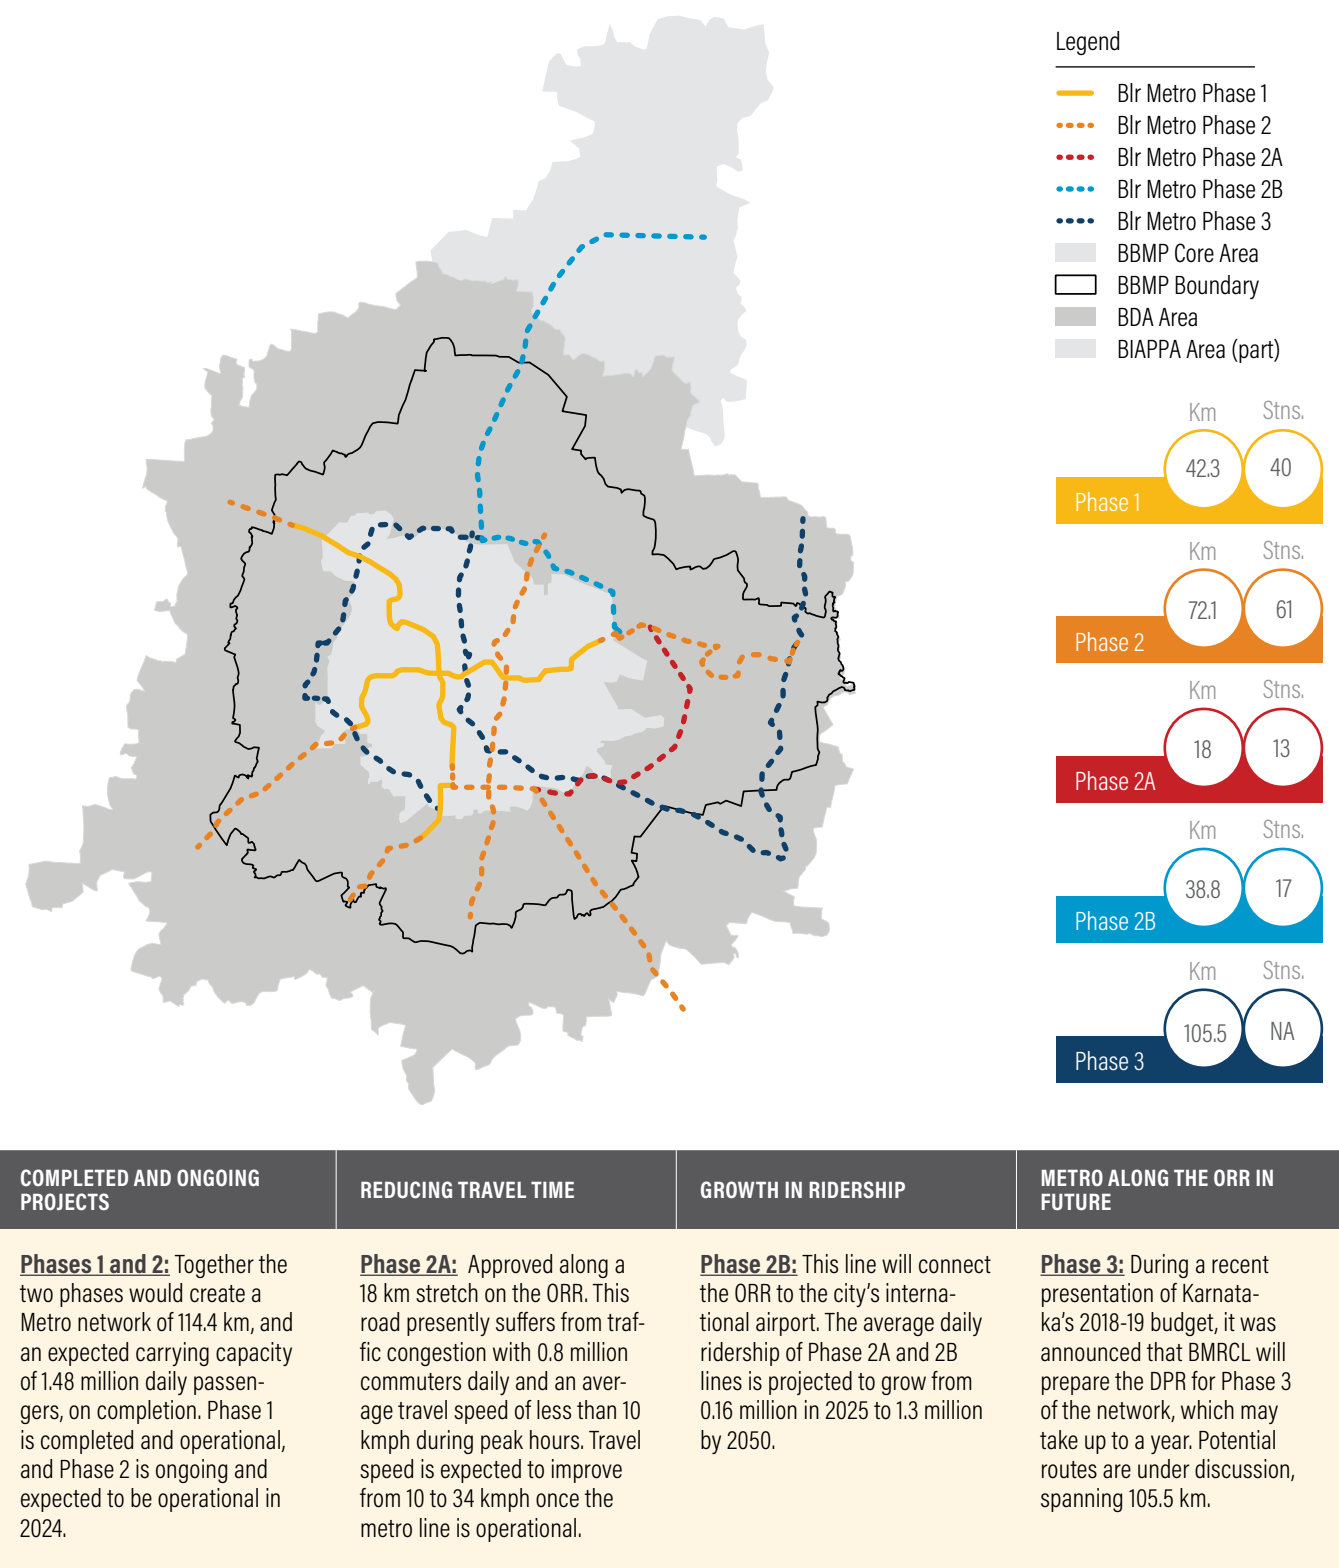 Legend
Blr Metro Phase 1
Blr Metro Phase 2
Blr Metro Phase 2A
Blr Metro Phase 2B
Blr Metro Phase 3
BBMP Core Area
BBMP Boundary
BDA Area
BIAPPA Area (part)
Km Stns.
42.3 40
Phase 1
Km Stns.
72.1 61
Phase 2
Km Stns.
18 13
Phase 2A
Km Stns.
38.8 17
Phase 2B
Km Stns.
105.5 NA
Phase 3
COMPLETED AND ONGOING
PROJECTS
Phases 1 and 2: Together the
two phases would create a
Metro network of 114.4 km, and
an expected carrying capacity
of 1.48 million daily passen-
gers, on completion. Phase 1
is completed and operational,
and Phase 2 is ongoing and
expected to be operational in
2024.
REDUCING TRAVEL TIME
Phase 2A: Approved along a
18 km stretch on the ORR. This
road presently suffers from traf-
fic congestion with 0.8 million
commuters daily and an aver-
age travel speed of less than 10
kmph during peak hours. Travel
speed is expected to improve
from 10 to 34 kmph once the
metro line is operational.
GROWTH IN RIDERSHIP
Phase 2B: This line will connect
the ORR to the city's interna-
tional airport. The average daily
ridership of Phase 2A and 2B
lines is projected to grow from
0.16 million in 2025 to 1.3 million
by 2050.
METRO ALONG THE ORR IN
FUTURE
Phase 3: During a recent
presentation of Karnata-
ka's 2018-19 budget, it was
announced that BMRCL will
prepare the DPR for Phase 3
of the network, which may
take up to a year. Potential
routes are under discussion,
spanning 105.5 km.